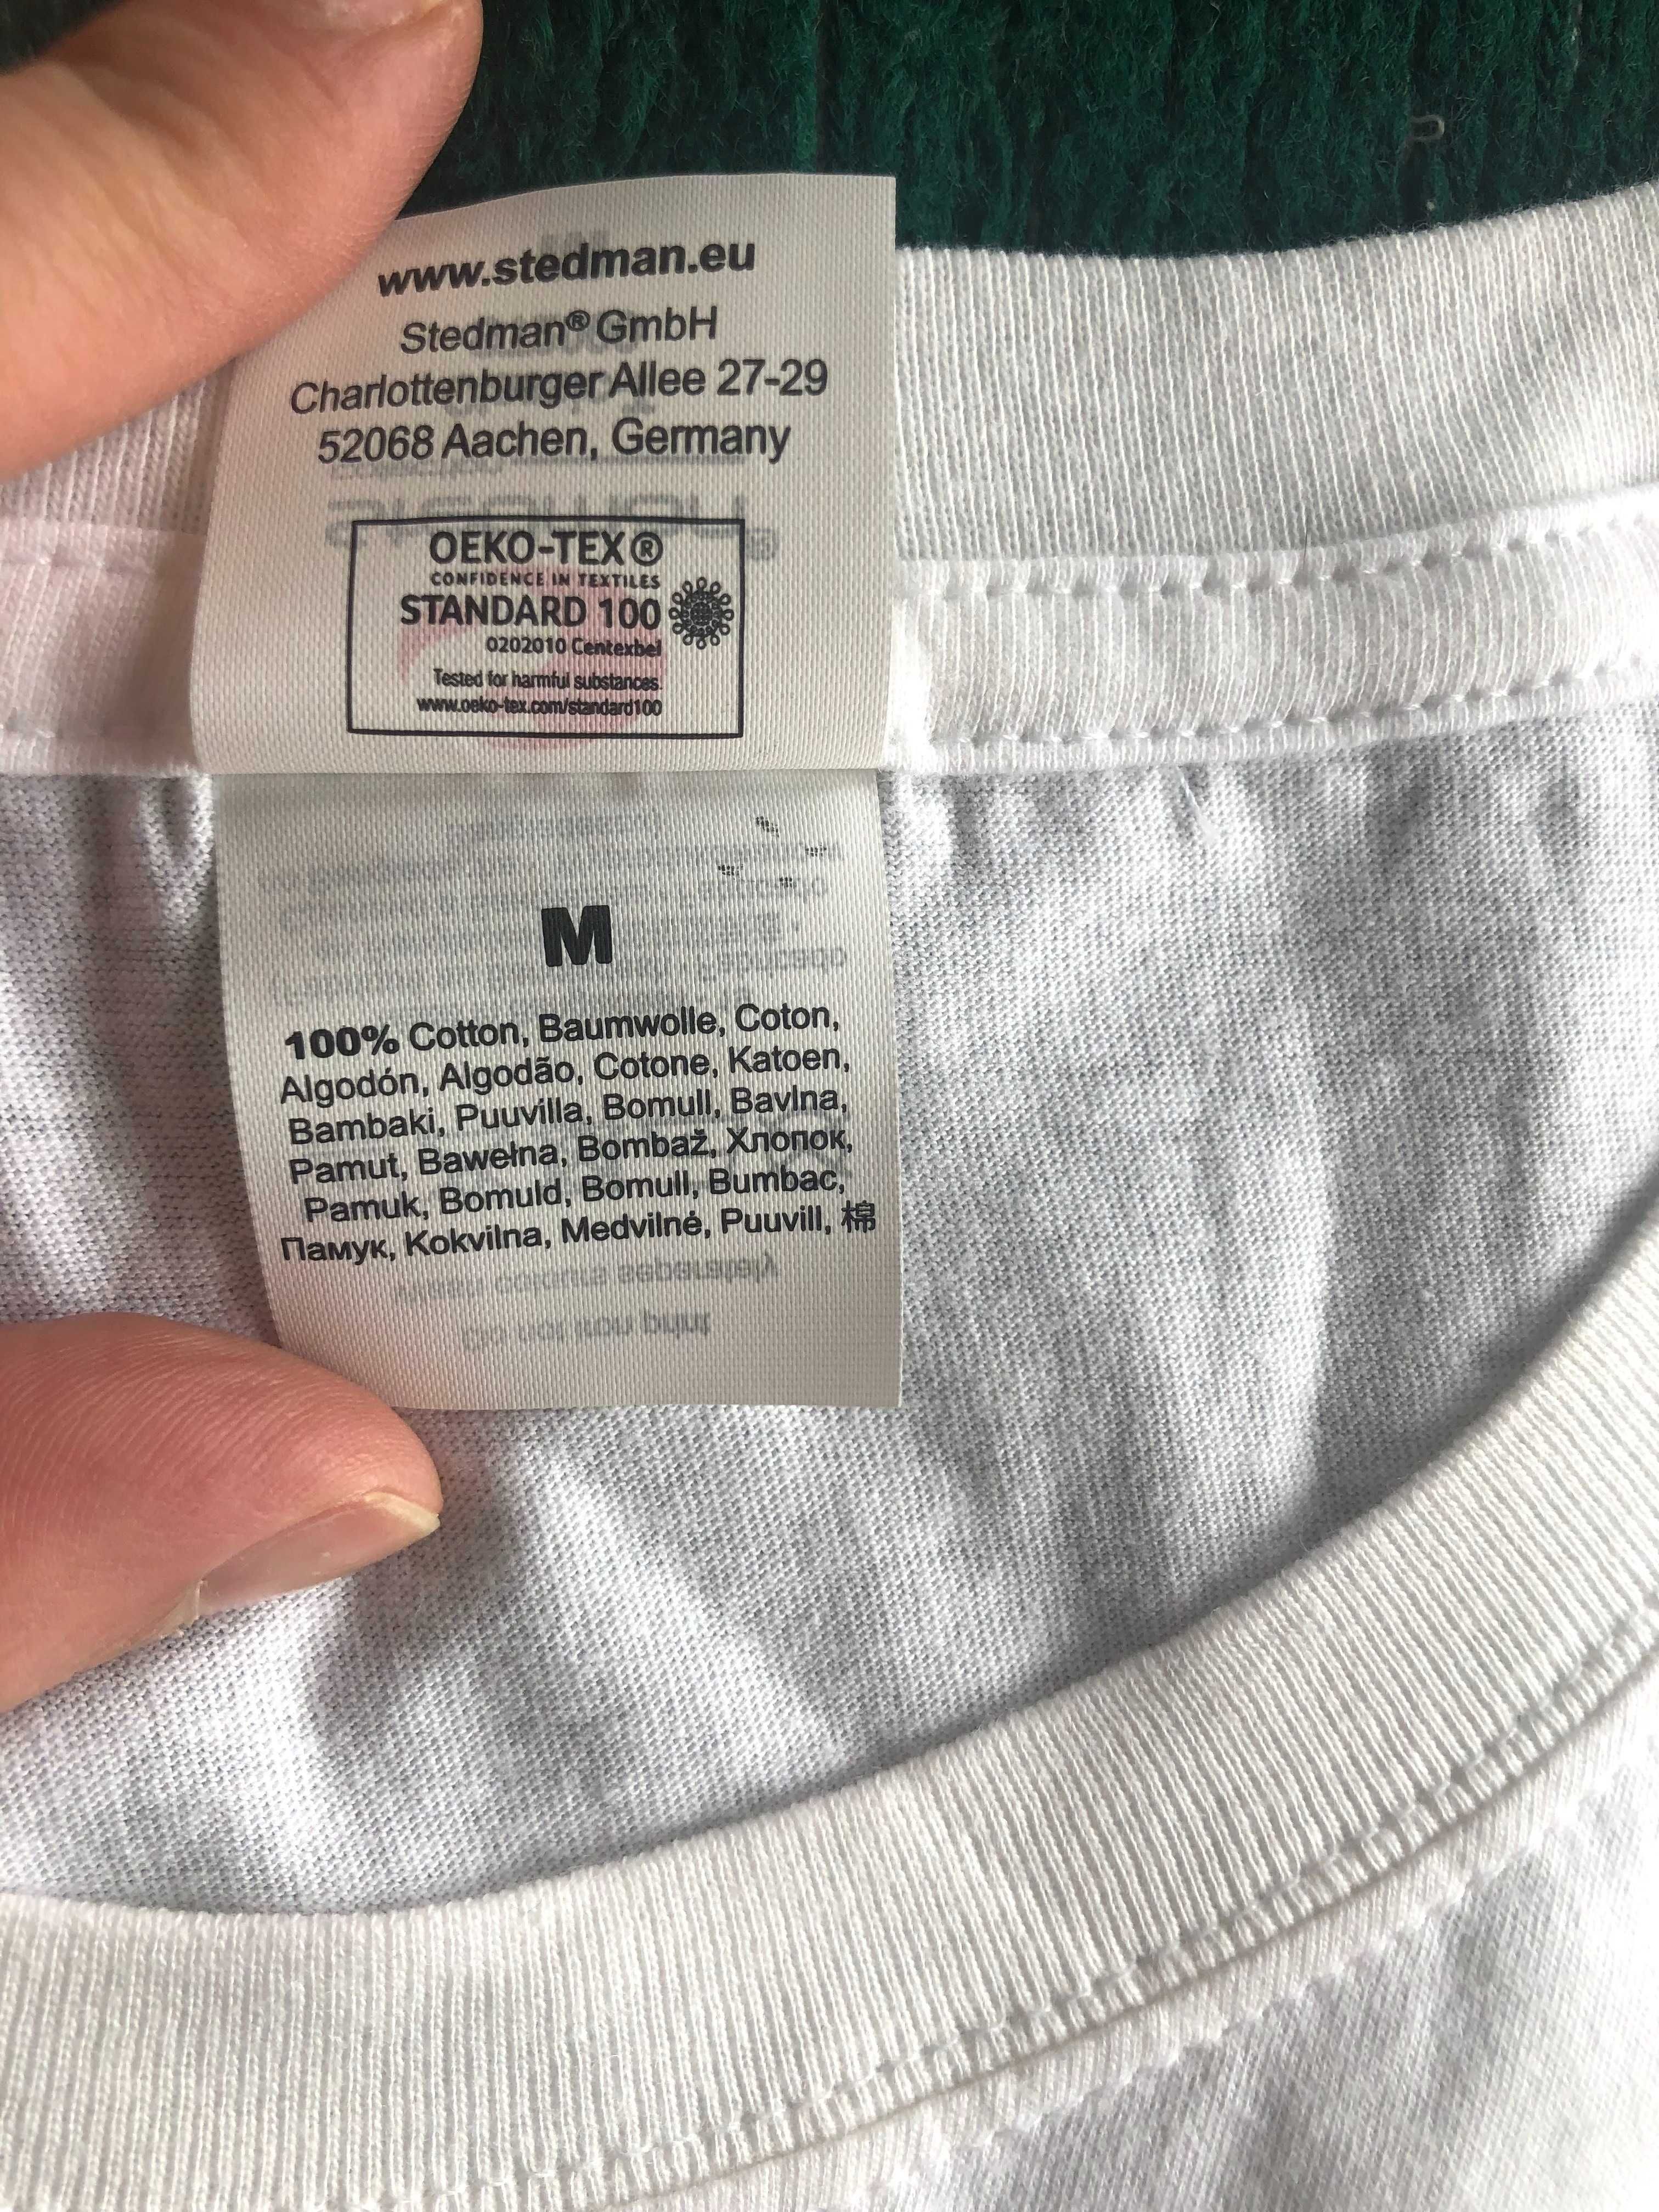 www.stedman.eu
Stedman® GmbH
Charlottenburger Allee 27-29
52068 Aachen, Germany
OEKO-TEX®
CONFIDENCE IN TEXTILES
STANDARD 100
0202010 Centexbel
Tested for harmful substances.
www.oeko-tex.com/standard100
M
100% Cotton, Baumwolle, Coton,
Algodón, Algodão, Cotone, Katoen,
Bambaki, Puuvilla, Bomull, Bavlna,
Pamut, Bawełna, Bombaž, Хлопок,
Pamuk, Bomuld, Bomull, Bumbac,
Памук, Kokvilna, Medvilnė, Puuvill, 棉